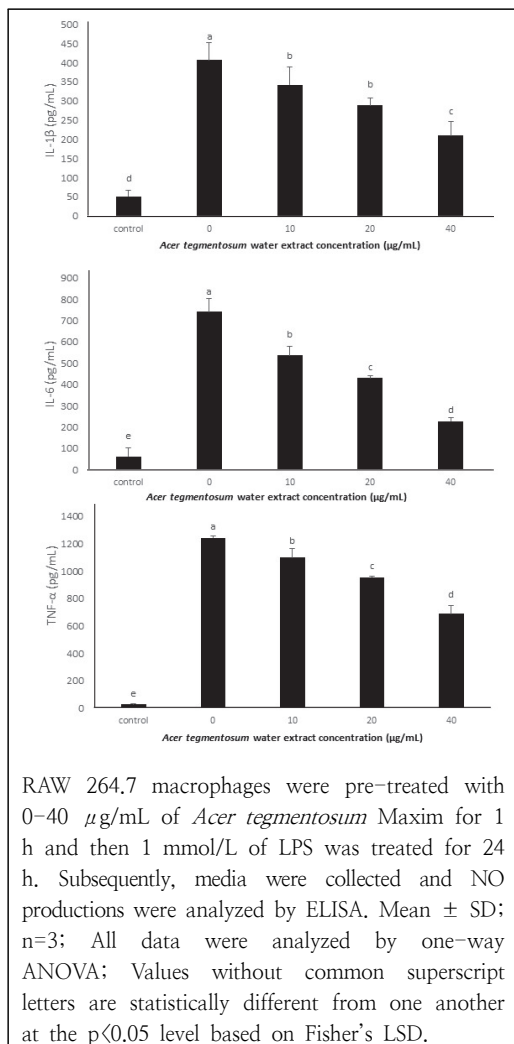 500
450
400
350
300
250
200
150
100
50
0
IL-1β (pg/mL)
a
b
b
c
d
control 0 10 20 40
Acer tegmentosum water extract concentration (µg/mL)
900
800
700
600
500
400
300
200
100
0
IL-6 (pg/mL)
a
b
c
d
e
control 0 10 20 40
Acer tegmentosum water extract concentration (µg/mL)
1400
1200
1000
800
600
400
200
0
TNF-α (pg/mL)
a
b
c
d
e
control 0 10 20 40
Acer tegmentosum water extract concentration (µg/mL)
RAW 264.7 macrophages were pre-treated with
0-40 μg/mL of Acer tegmentosum Maxim for 1
h and then 1 mmol/L of LPS was treated for 24
h. Subsequently, media were collected and NO
productions were analyzed by ELISA. Mean ± SD;
n=3; All data were analyzed by one-way
ANOVA; Values without common superscript
letters are statistically different from one another
at the p<0.05 level based on Fisher's LSD.